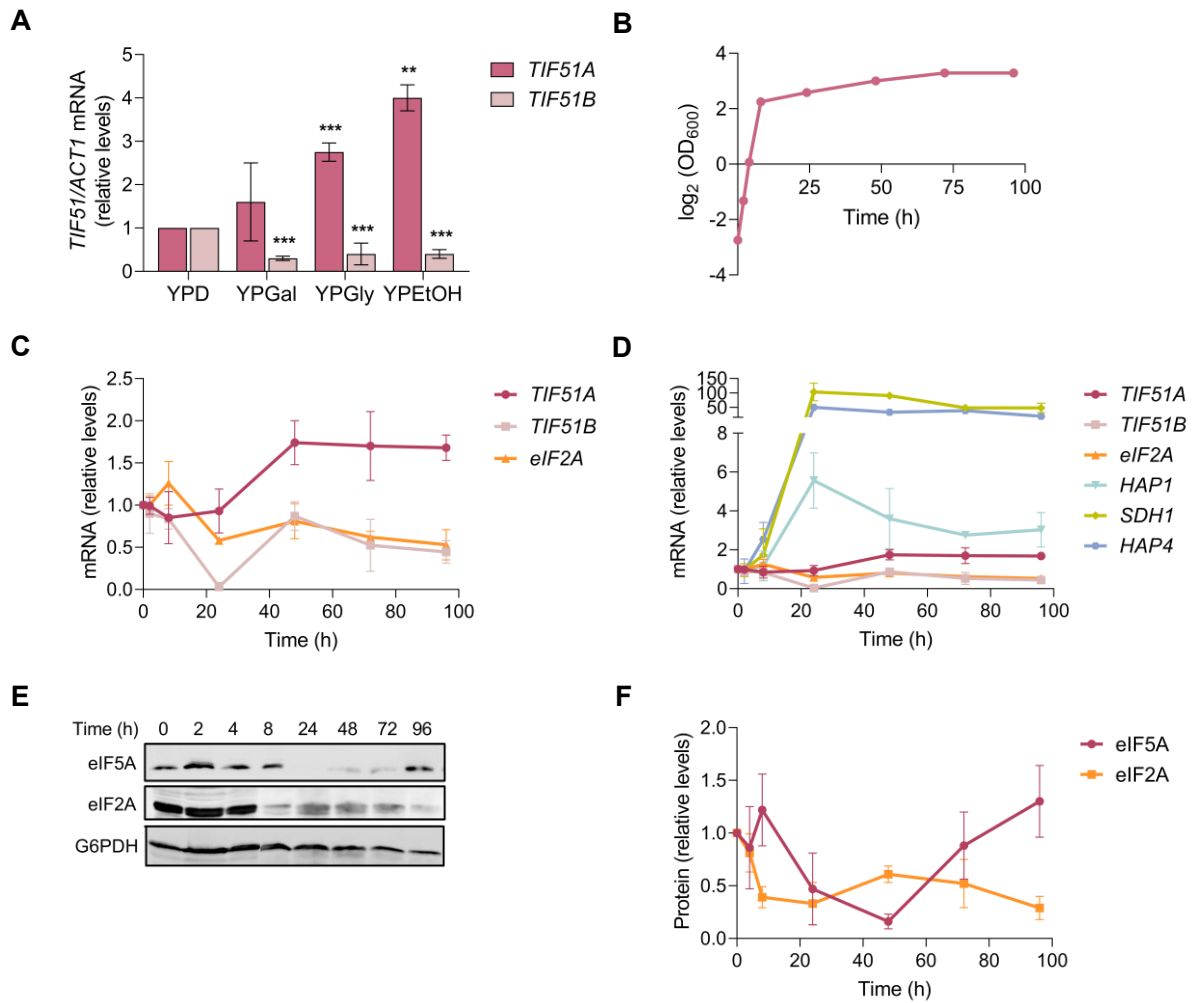 A
TIF51/ACT1 mRNA
(relative levels)
5
4
3
2
1
0
**
***
***
***
***
YPD YPGal YPGly YPEtOH
TIF51A
TIF51B
B
log2 (OD600)
4
2
0
-2
-4
25 50 75 100
Time (h)
C
mRNA (relative levels)
2.5
2.0
1.5
1.0
0.5
0.0
0 20 40 60 80 100
Time (h)
TIF51A
TIF51B
eIF2A
D
mRNA (relative levels)
150
100
50
8
6
4
2
0
0 20 40 60 80 100
Time (h)
TIF51A
TIF51B
eIF2A
HAP1
SDH1
HAP4
E
Time (h) 0 2 4 8 24 48 72 96
eIF5A
eIF2A
G6PDH
F
Protein (relative levels)
2.0
1.5
1.0
0.5
0.0
0 20 40 60 80 100
Time (h)
eIF5A
eIF2A